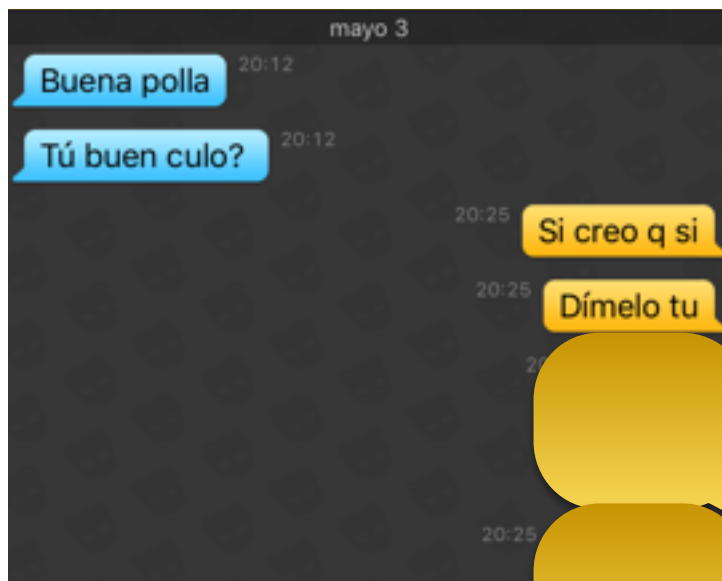 mayo 3
Buena polla 20:12
Tú buen culo? 20:12
20:25 Si creo q si
20:25 Dímelo tu
20:25